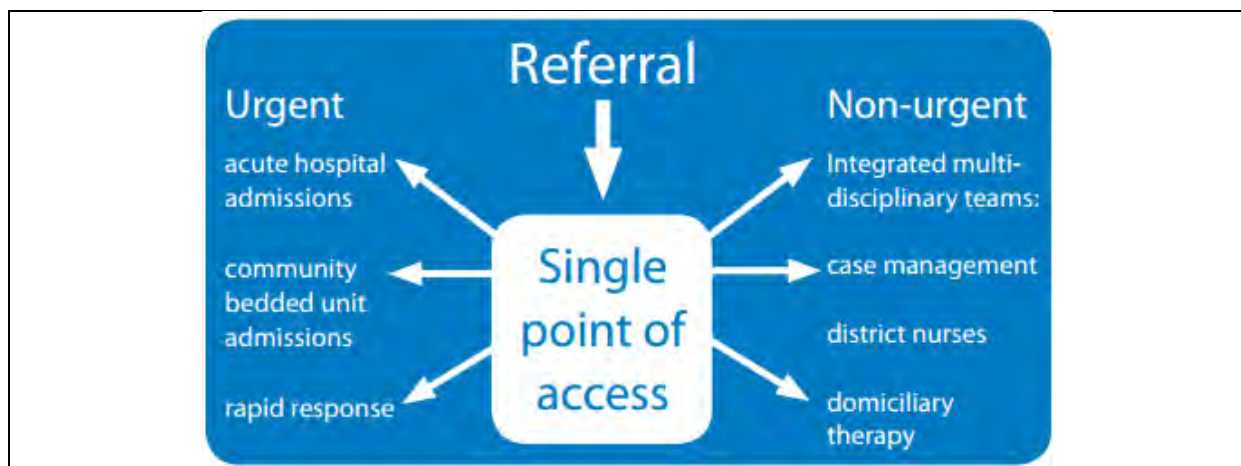 Referral
Urgent
acute hospital
admissions
community
bedded unit
admissions
rapid response
Single
point of
access
Non-urgent
Integrated multi-
disciplinary teams:
case management
district nurses
domiciliary
therapy